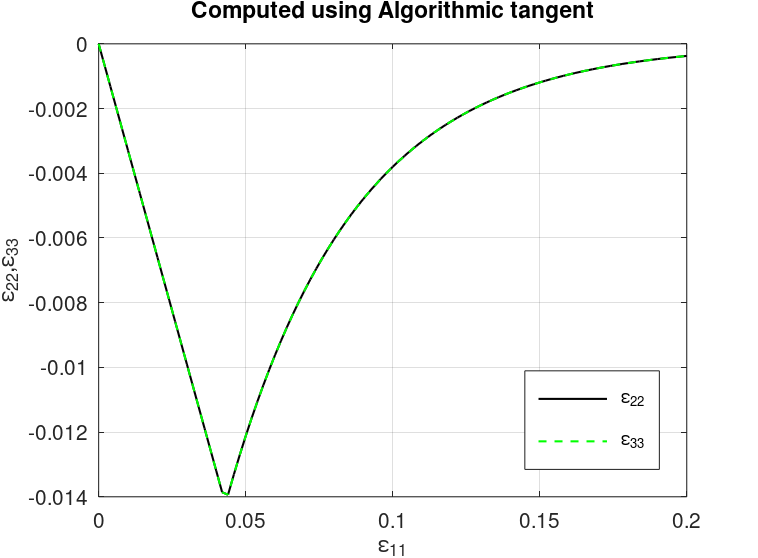 Computed using Algorithmic tangent
0
-0.002
-0.004
-0.006
-0.008
-0.01
-0.012
-0.014
ε22,ε33
0 0.05 0.1 0.15 0.2
ε11
ε22
ε33